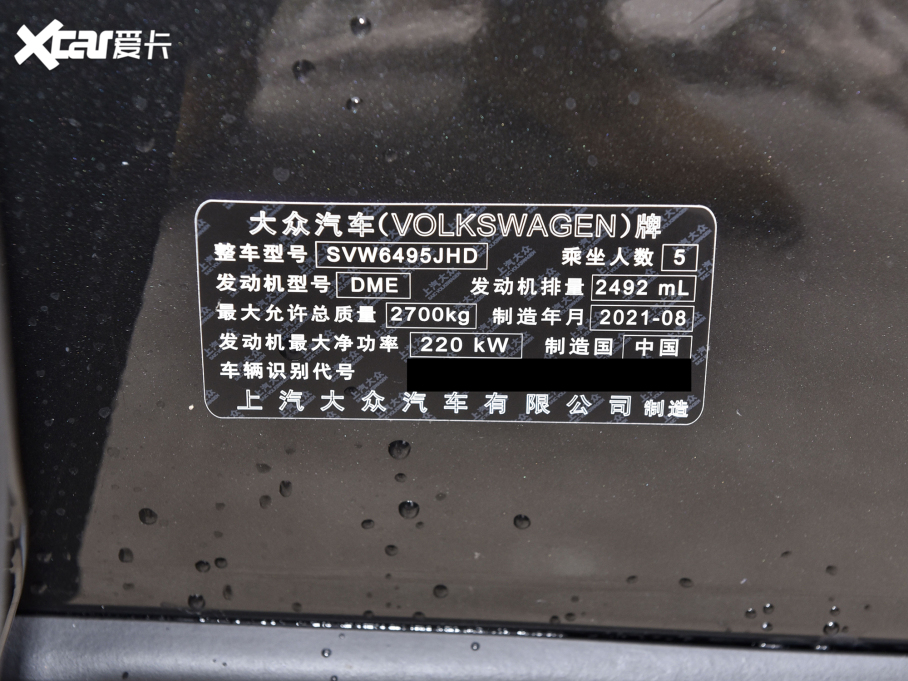 Xcar爱卡
大众汽车(VOLKSWAGEN)牌
整车型号 SVW6495JHD 乘坐人数 5
发动机型号 DME 发动机排量 2492 mL
最大允许总质量 2700kg 制造年月 2021-08
发动机最大净功率 220 kW 制造国 中国
车辆识别代号
上汽大众汽车有限公司 制造